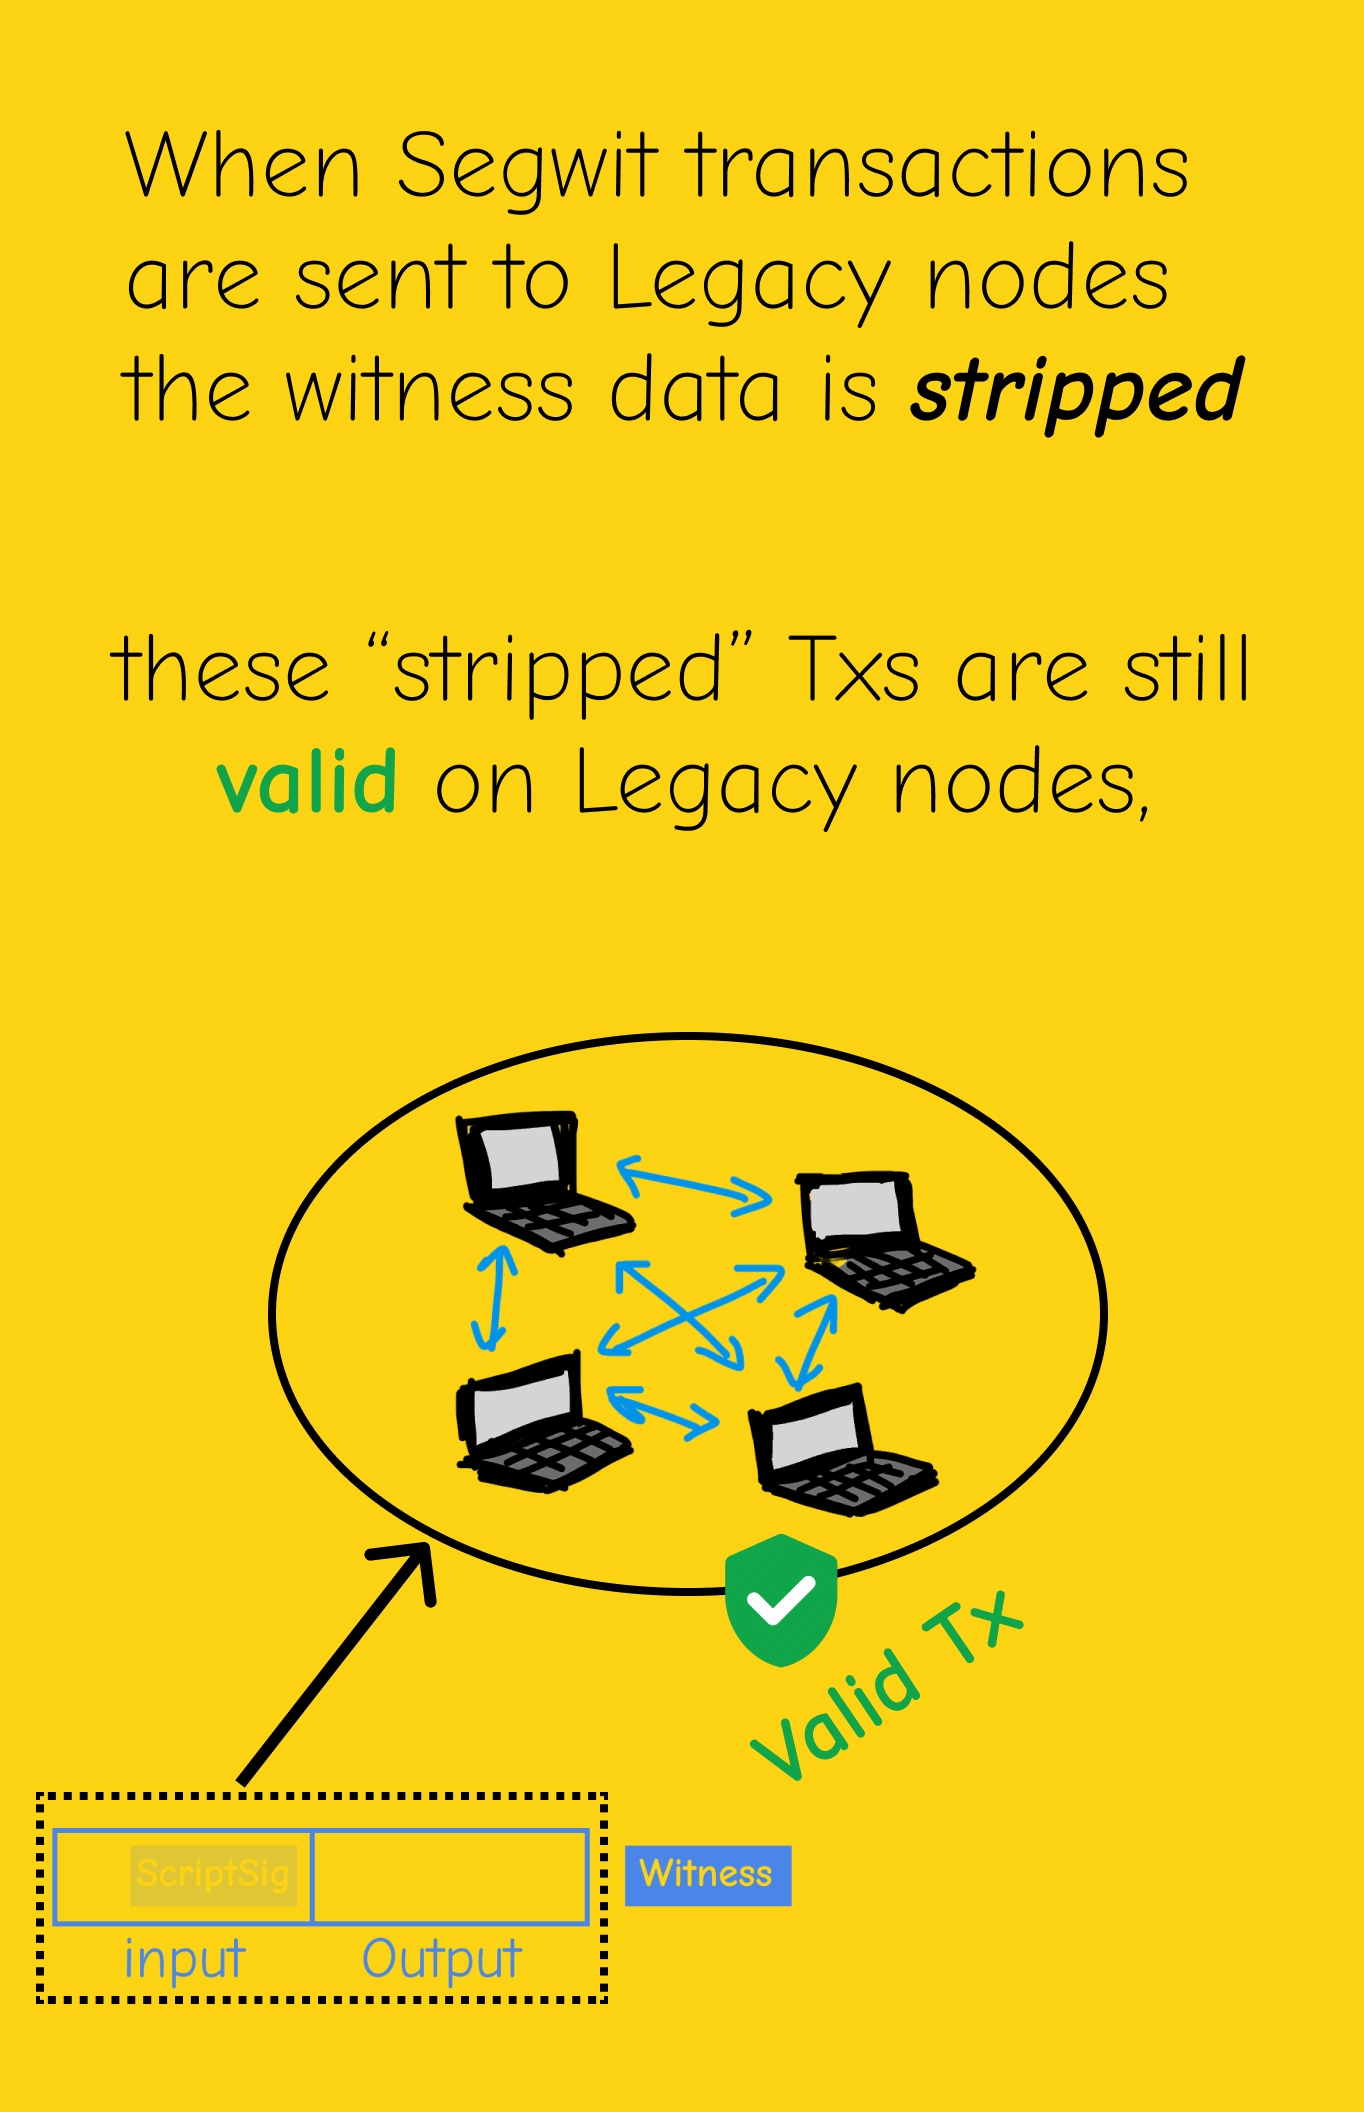 When Segwit transactions
are sent to Legacy nodes
the witness data is stripped
these “stripped” Txs are still
valid on Legacy nodes,
Valid Tx
ScriptSig
Witness
input Output